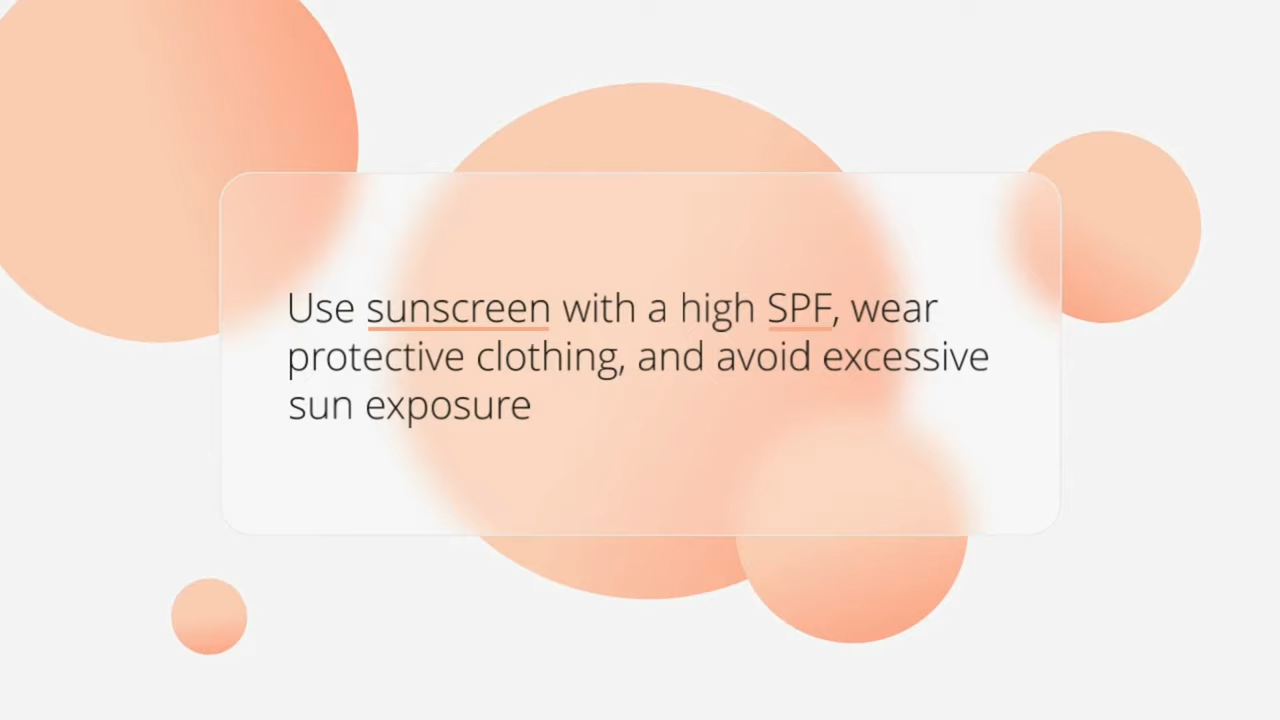 Use sunscreen with a high SPF, wear
protective clothing, and avoid excessive
sun exposure